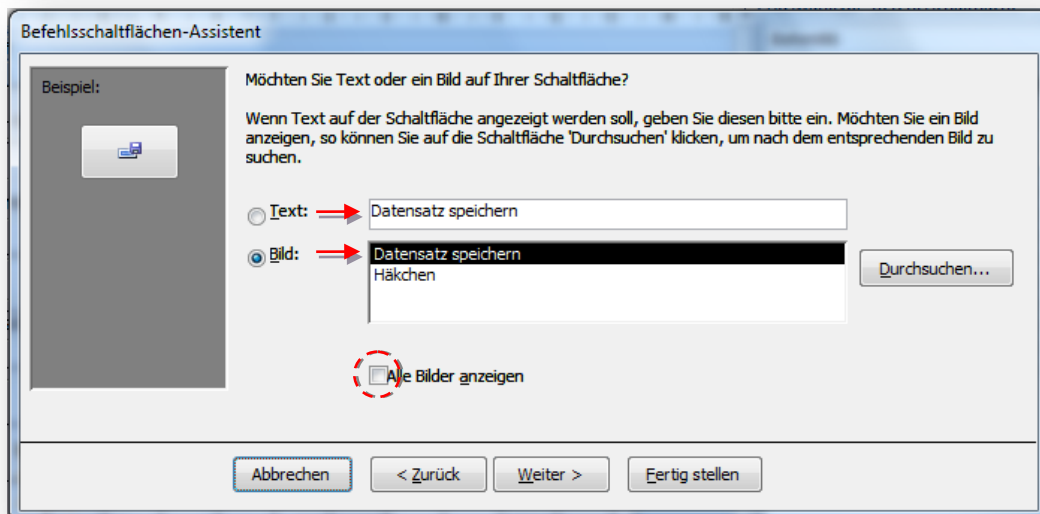 Befehlsschaltflächen-Assistent
Beispiel:
Möchten Sie Text oder ein Bild auf Ihrer Schaltfläche?
Wenn Text auf der Schaltfläche angezeigt werden soll, geben Sie diesen bitte ein. Möchten Sie ein Bild
anzeigen, so können Sie auf die Schaltfläche 'Durchsuchen' klicken, um nach dem entsprechenden Bild zu
suchen.
Text: Datensatz speichern
Bild: Datensatz speichern
Häkchen
Durchsuchen...
Alle Bilder anzeigen
Abbrechen < Zurück Weiter > Fertig stellen